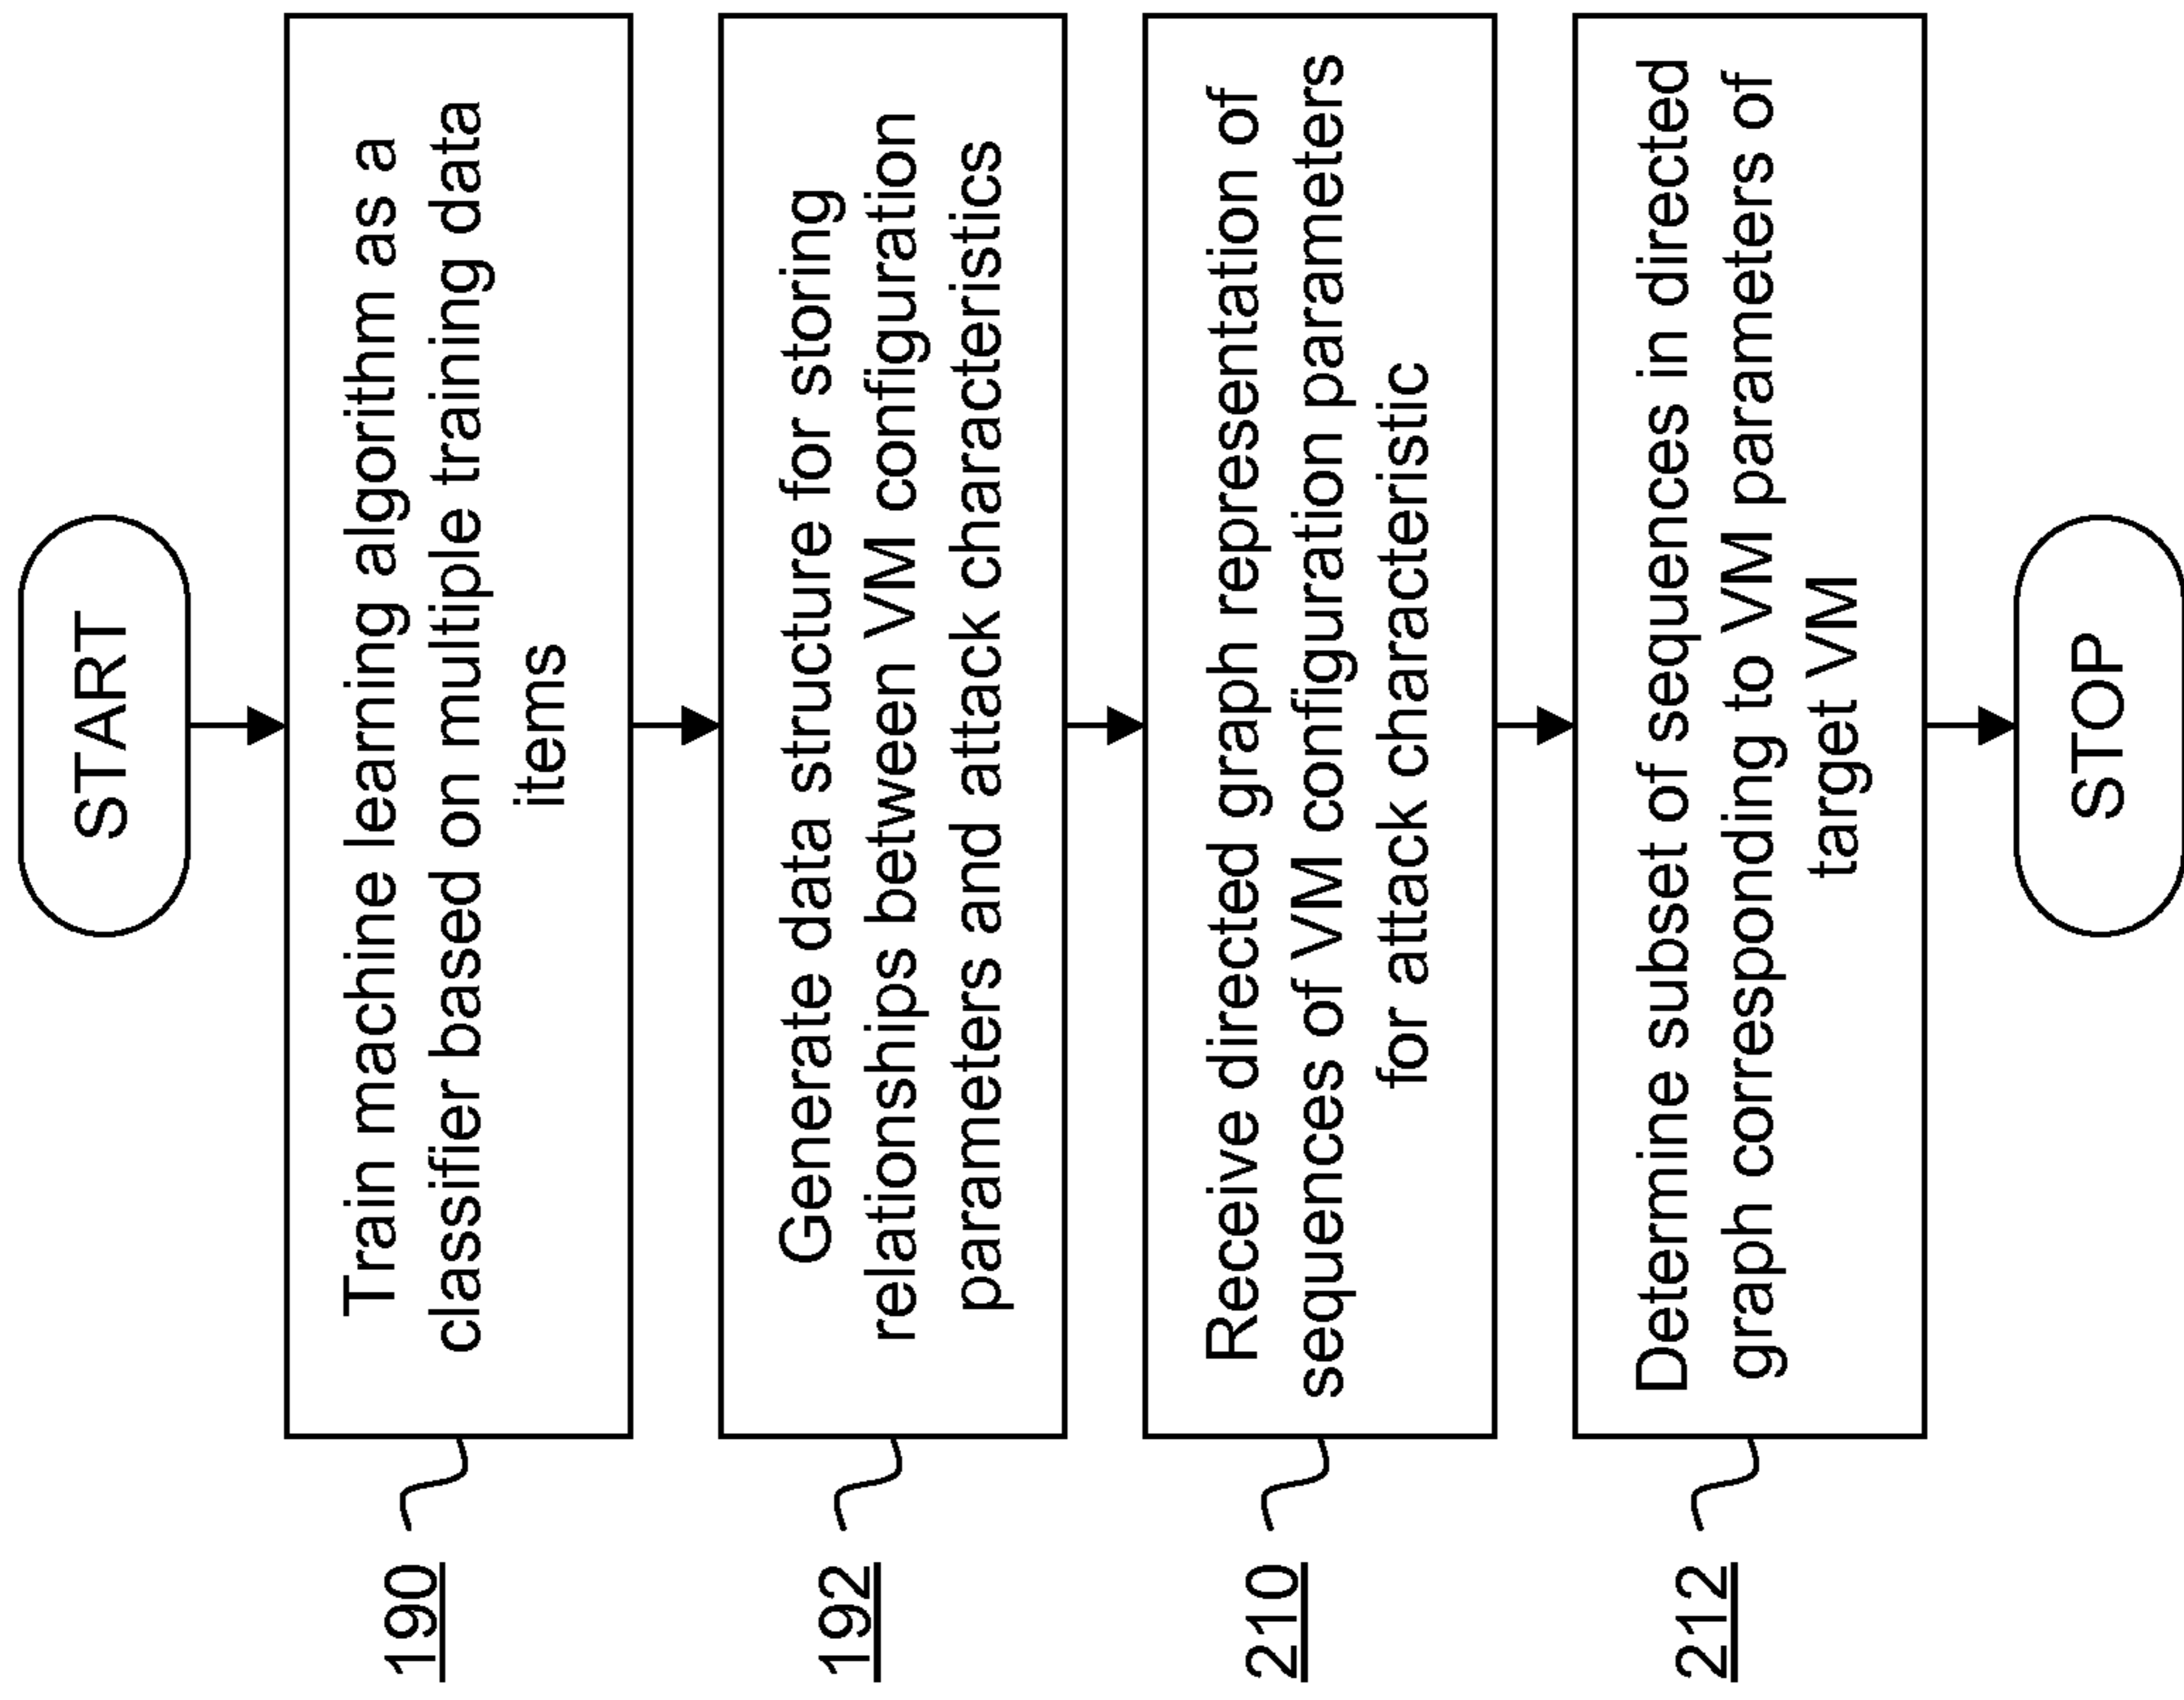 START
190
Train machine learning algorithm as a
classifier based on multiple training data
items
192
Generate data structure for storing
relationships between VM configuration
parameters and attack characteristics
210
Receive directed graph representation of
sequences of VM configuration parameters
for attack characteristic
212
Determine subset of sequences in directed
graph corresponding to VM parameters of
target VM
STOP